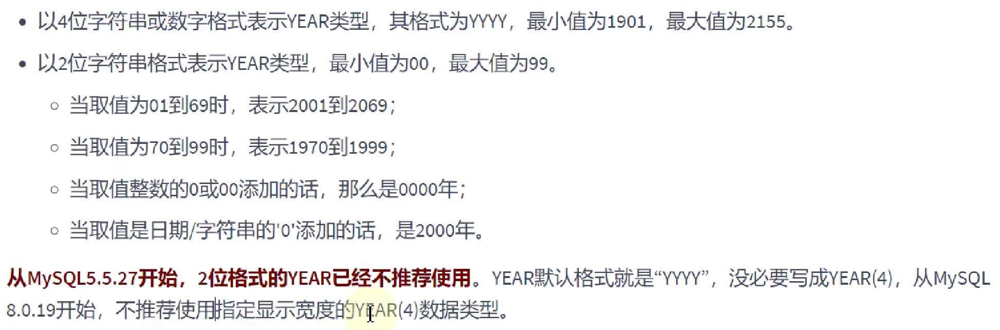 以4位字符串或数字格式表示YEAR类型，其格式为YYYY，最小值为1901，最大值为2155。
以2位字符串格式表示YEAR类型，最小值为00，最大值为99。
当取值为01到69时，表示2001到2069；
当取值为70到99时，表示1970到1999；
当取值整数的0或00添加的话，那么是0000年；
当取值是日期/字符串的'0'添加的话，是2000年。
从MySQL5.5.27开始，2位格式的YEAR已经不推荐使用。YEAR默认格式就是“YYYY”，没必要写成YEAR(4)，从MySQL
8.0.19开始，不推荐使用指定显示宽度的YEAR(4)数据类型。